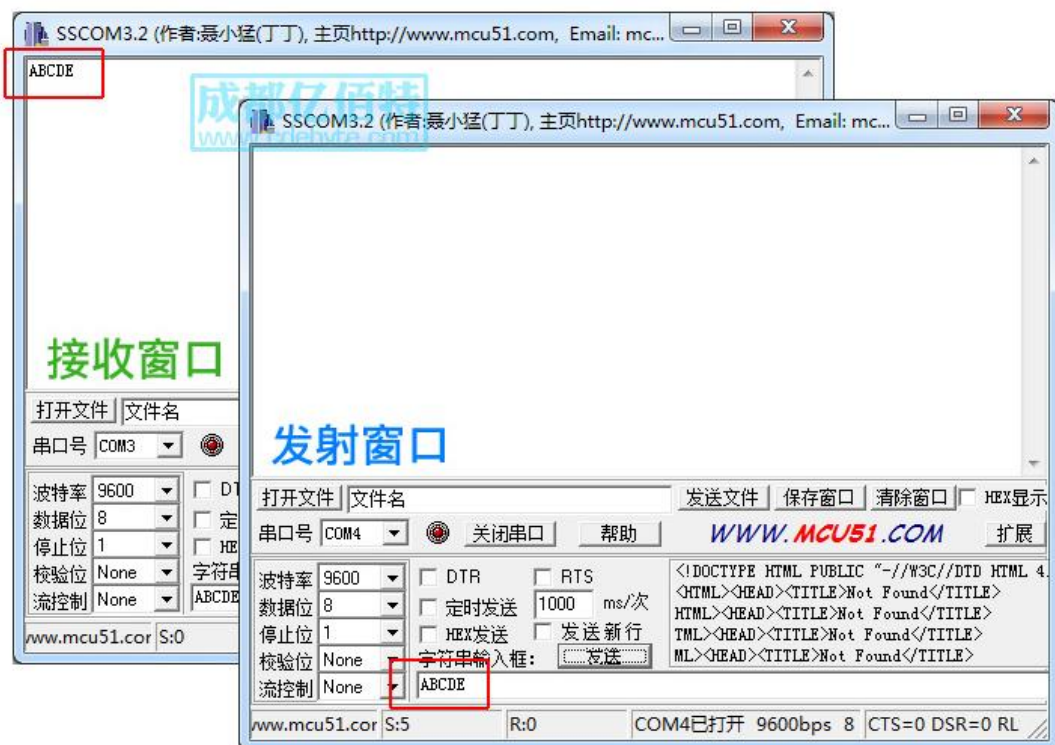 SSCOM3.2 (作者:聂小猛(丁丁), 主页http://www.mcu51.com, Email: mc...
ABCDE
成都亿佰特
www.cdebyte.com
接收窗口
打开文件 文件名
串口号 COM3
波特率 9600 DT
数据位 8 定
停止位 1 HE
校验位 None 字符串
流控制 None ABCDE
www.mcu51.cor S:0
SSCOM3.2 (作者:聂小猛(丁丁), 主页http://www.mcu51.com, Email: mc...
发射窗口
打开文件 文件名 发送文件 保存窗口 清除窗口 HEX显示
串口号 COM4 关闭串口 帮助 WWW.MCU51.COM 扩展
波特率 9600 DTR RTS
数据位 8 定时发送 1000 ms/次
停止位 1 HEX发送 发送新行
校验位 None 字符串输入框: 发送
流控制 None ABCDE
<!DOCTYPE HTML PUBLIC "-//W3C//DTD HTML 4.
<HTML><HEAD><TITLE>Not Found</TITLE>
HTML><HEAD><TITLE>Not Found</TITLE>
TML><HEAD><TITLE>Not Found</TITLE>
ML><HEAD><TITLE>Not Found</TITLE>
www.mcu51.cor S:5 R:0 COM4已打开 9600bps 8 CTS=0 DSR=0 RL